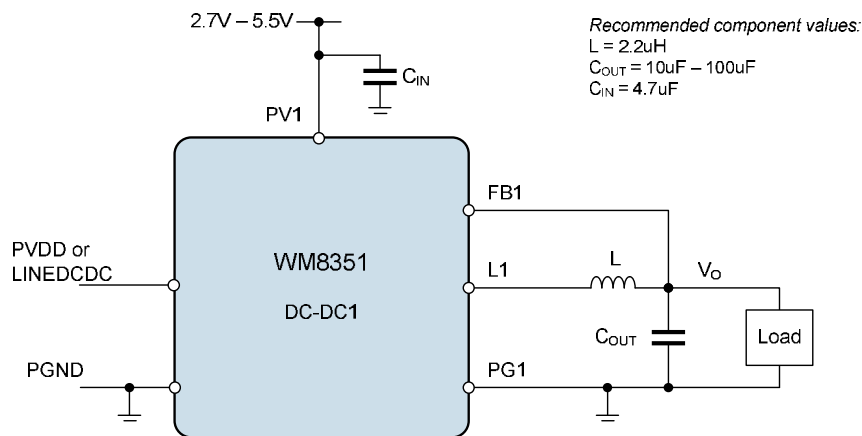 2.7V – 5.5V
Recommended component values:
L = 2.2uH
COUT = 10uF – 100uF
CIN = 4.7uF
CIN
PV1
FB1
PVDD or
LINEDCDC
WM8351
DC-DC1
L1
L
VO
COUT
Load
PGND
PG1